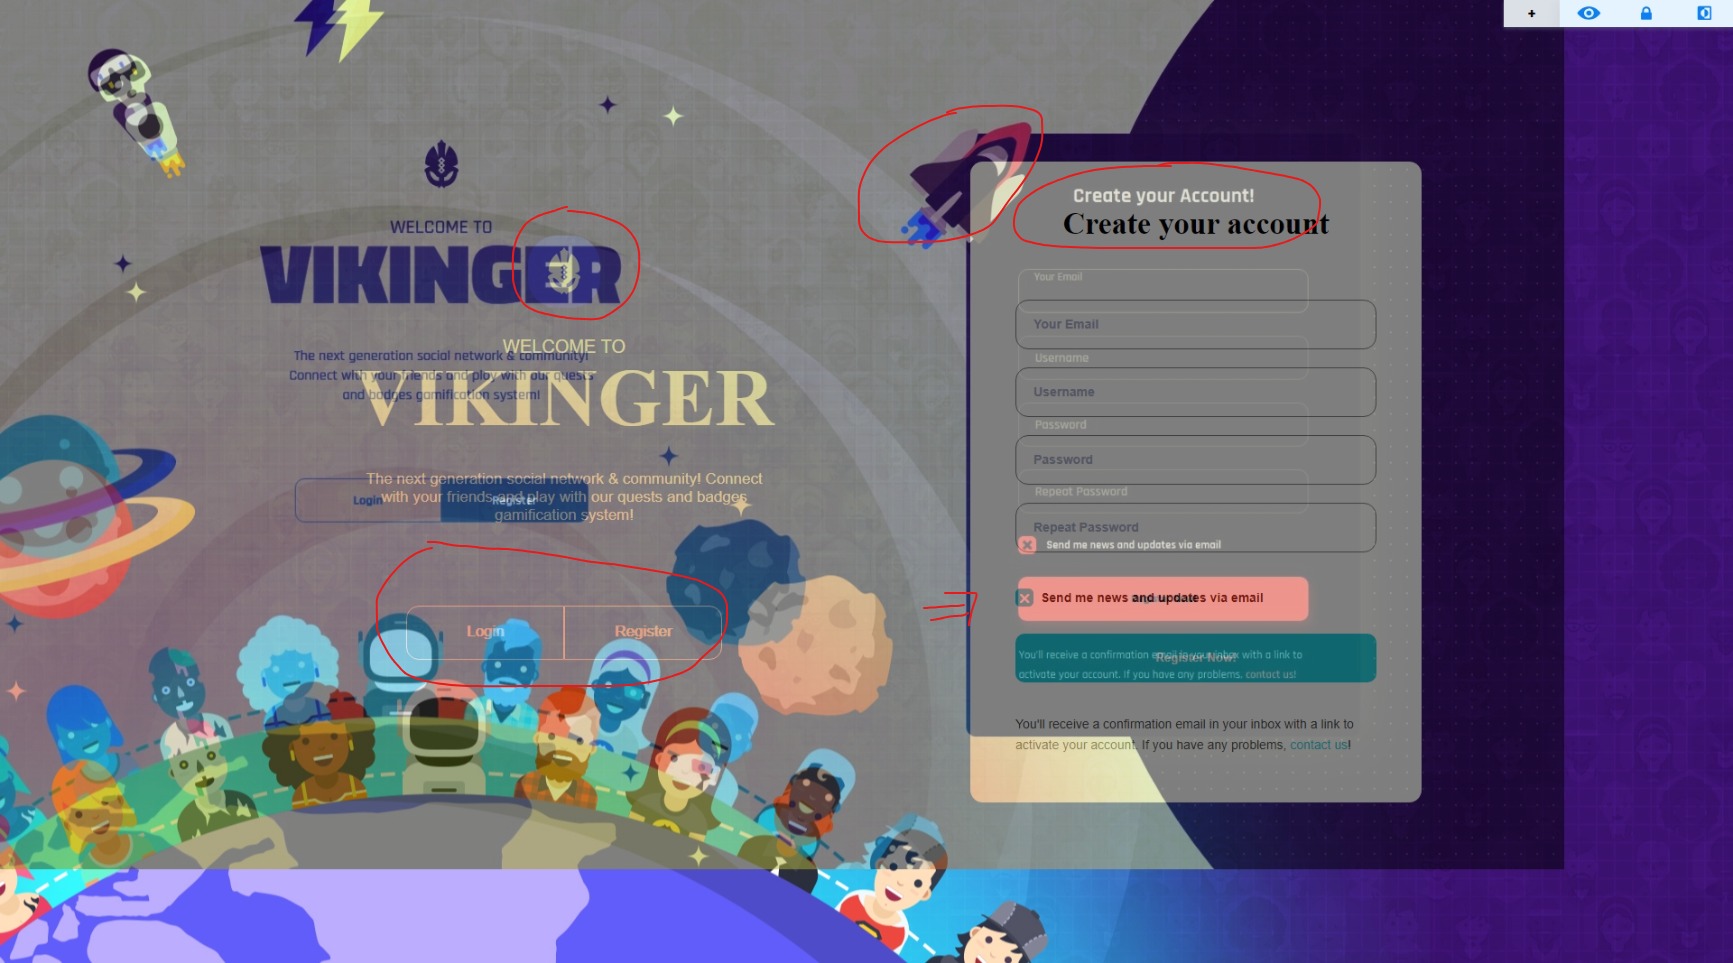 +
WELCOME TO
VIKINGER
The next generation social network & community!
Connect with your friends and play with our quests
and badges gamification system!
Login
Register
WELCOME TO
VIKINGER
The next generation social network & community! Connect
with your friends and play with our quests and badges
gamification system!
Login
Register
Create your Account!
Create your account
Your Email
Your Email
Username
Username
Password
Password
Repeat Password
Repeat Password
Send me news and updates via email
Send me news and updates via email
You'll receive a confirmation email in your inbox with a link to
Register Now!
activate your account. If you have any problems, contact us!
You'll receive a confirmation email in your inbox with a link to
activate your account. If you have any problems, contact us!